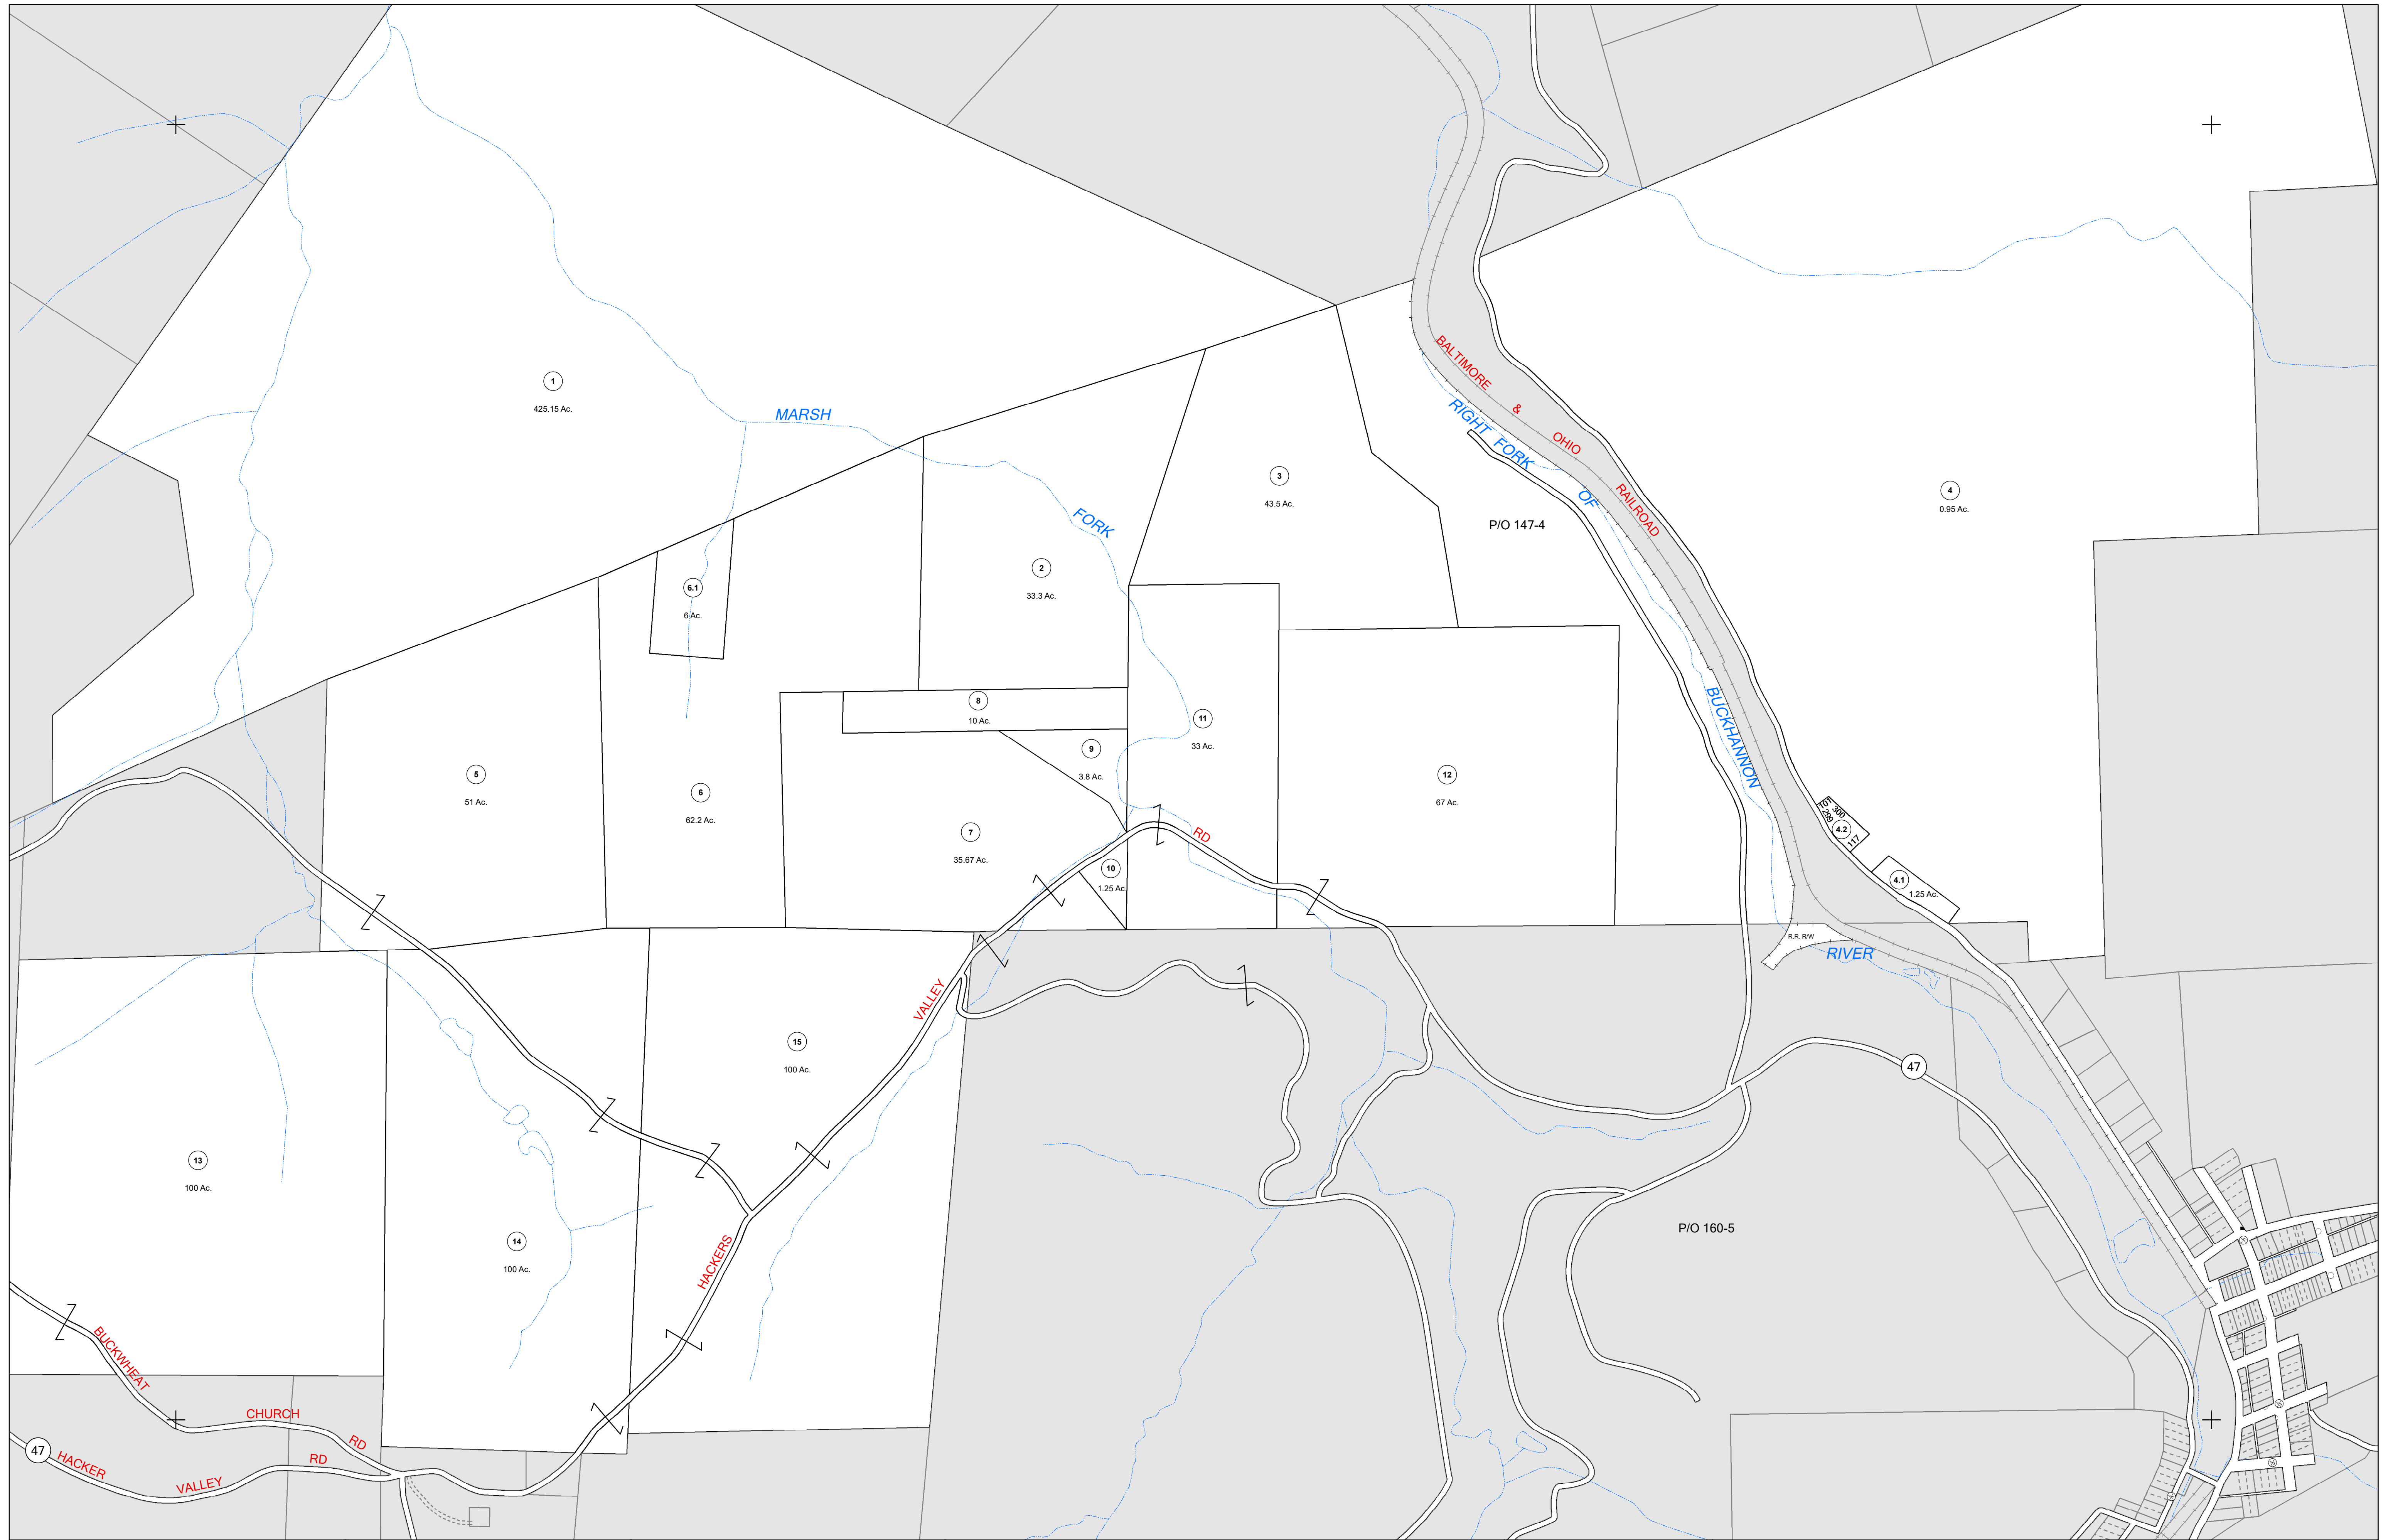 1
425.15 Ac.
MARSH
FORK
BALTIMORE
&
OHIO
RAILROAD
RIGHT FORK
OF
BUCKHANNON
RIVER
3
43.5 Ac.
P/O 147-4
4
0.95 Ac.
2
33.3 Ac.
6.1
6 Ac.
8
10 Ac.
11
33 Ac.
9
3.8 Ac.
5
51 Ac.
6
62.2 Ac.
12
67 Ac.
7
35.67 Ac.
RD
10
1.25 Ac.
101
300
299
4.2
117
4.1
1.25 Ac.
R.R. R/W
VALLEY
15
100 Ac.
47
13
100 Ac.
14
100 Ac.
HACKERS
P/O 160-5
BUCKWHEAT
CHURCH
RD
47
HACKER
VALLEY
RD